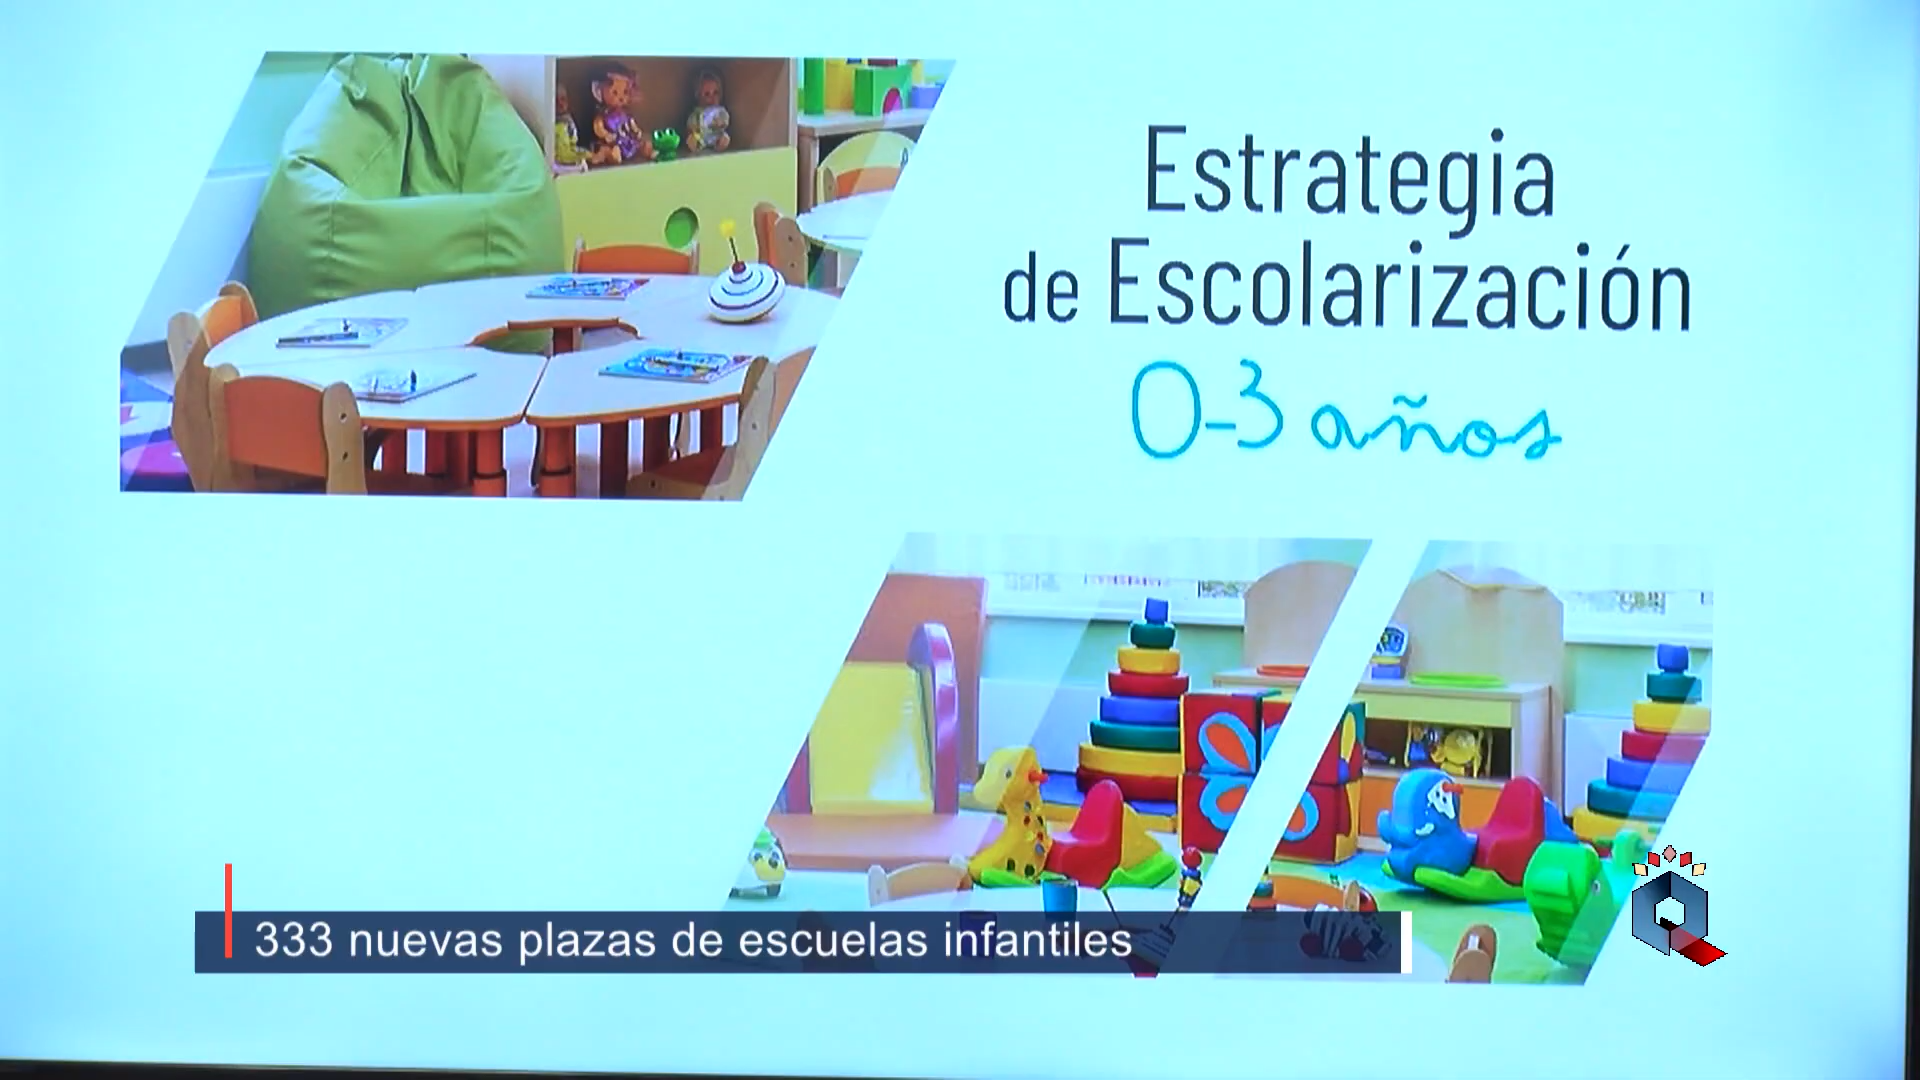 Estrategia
de Escolarización
0-3 años
333 nuevas plazas de escuelas infantiles